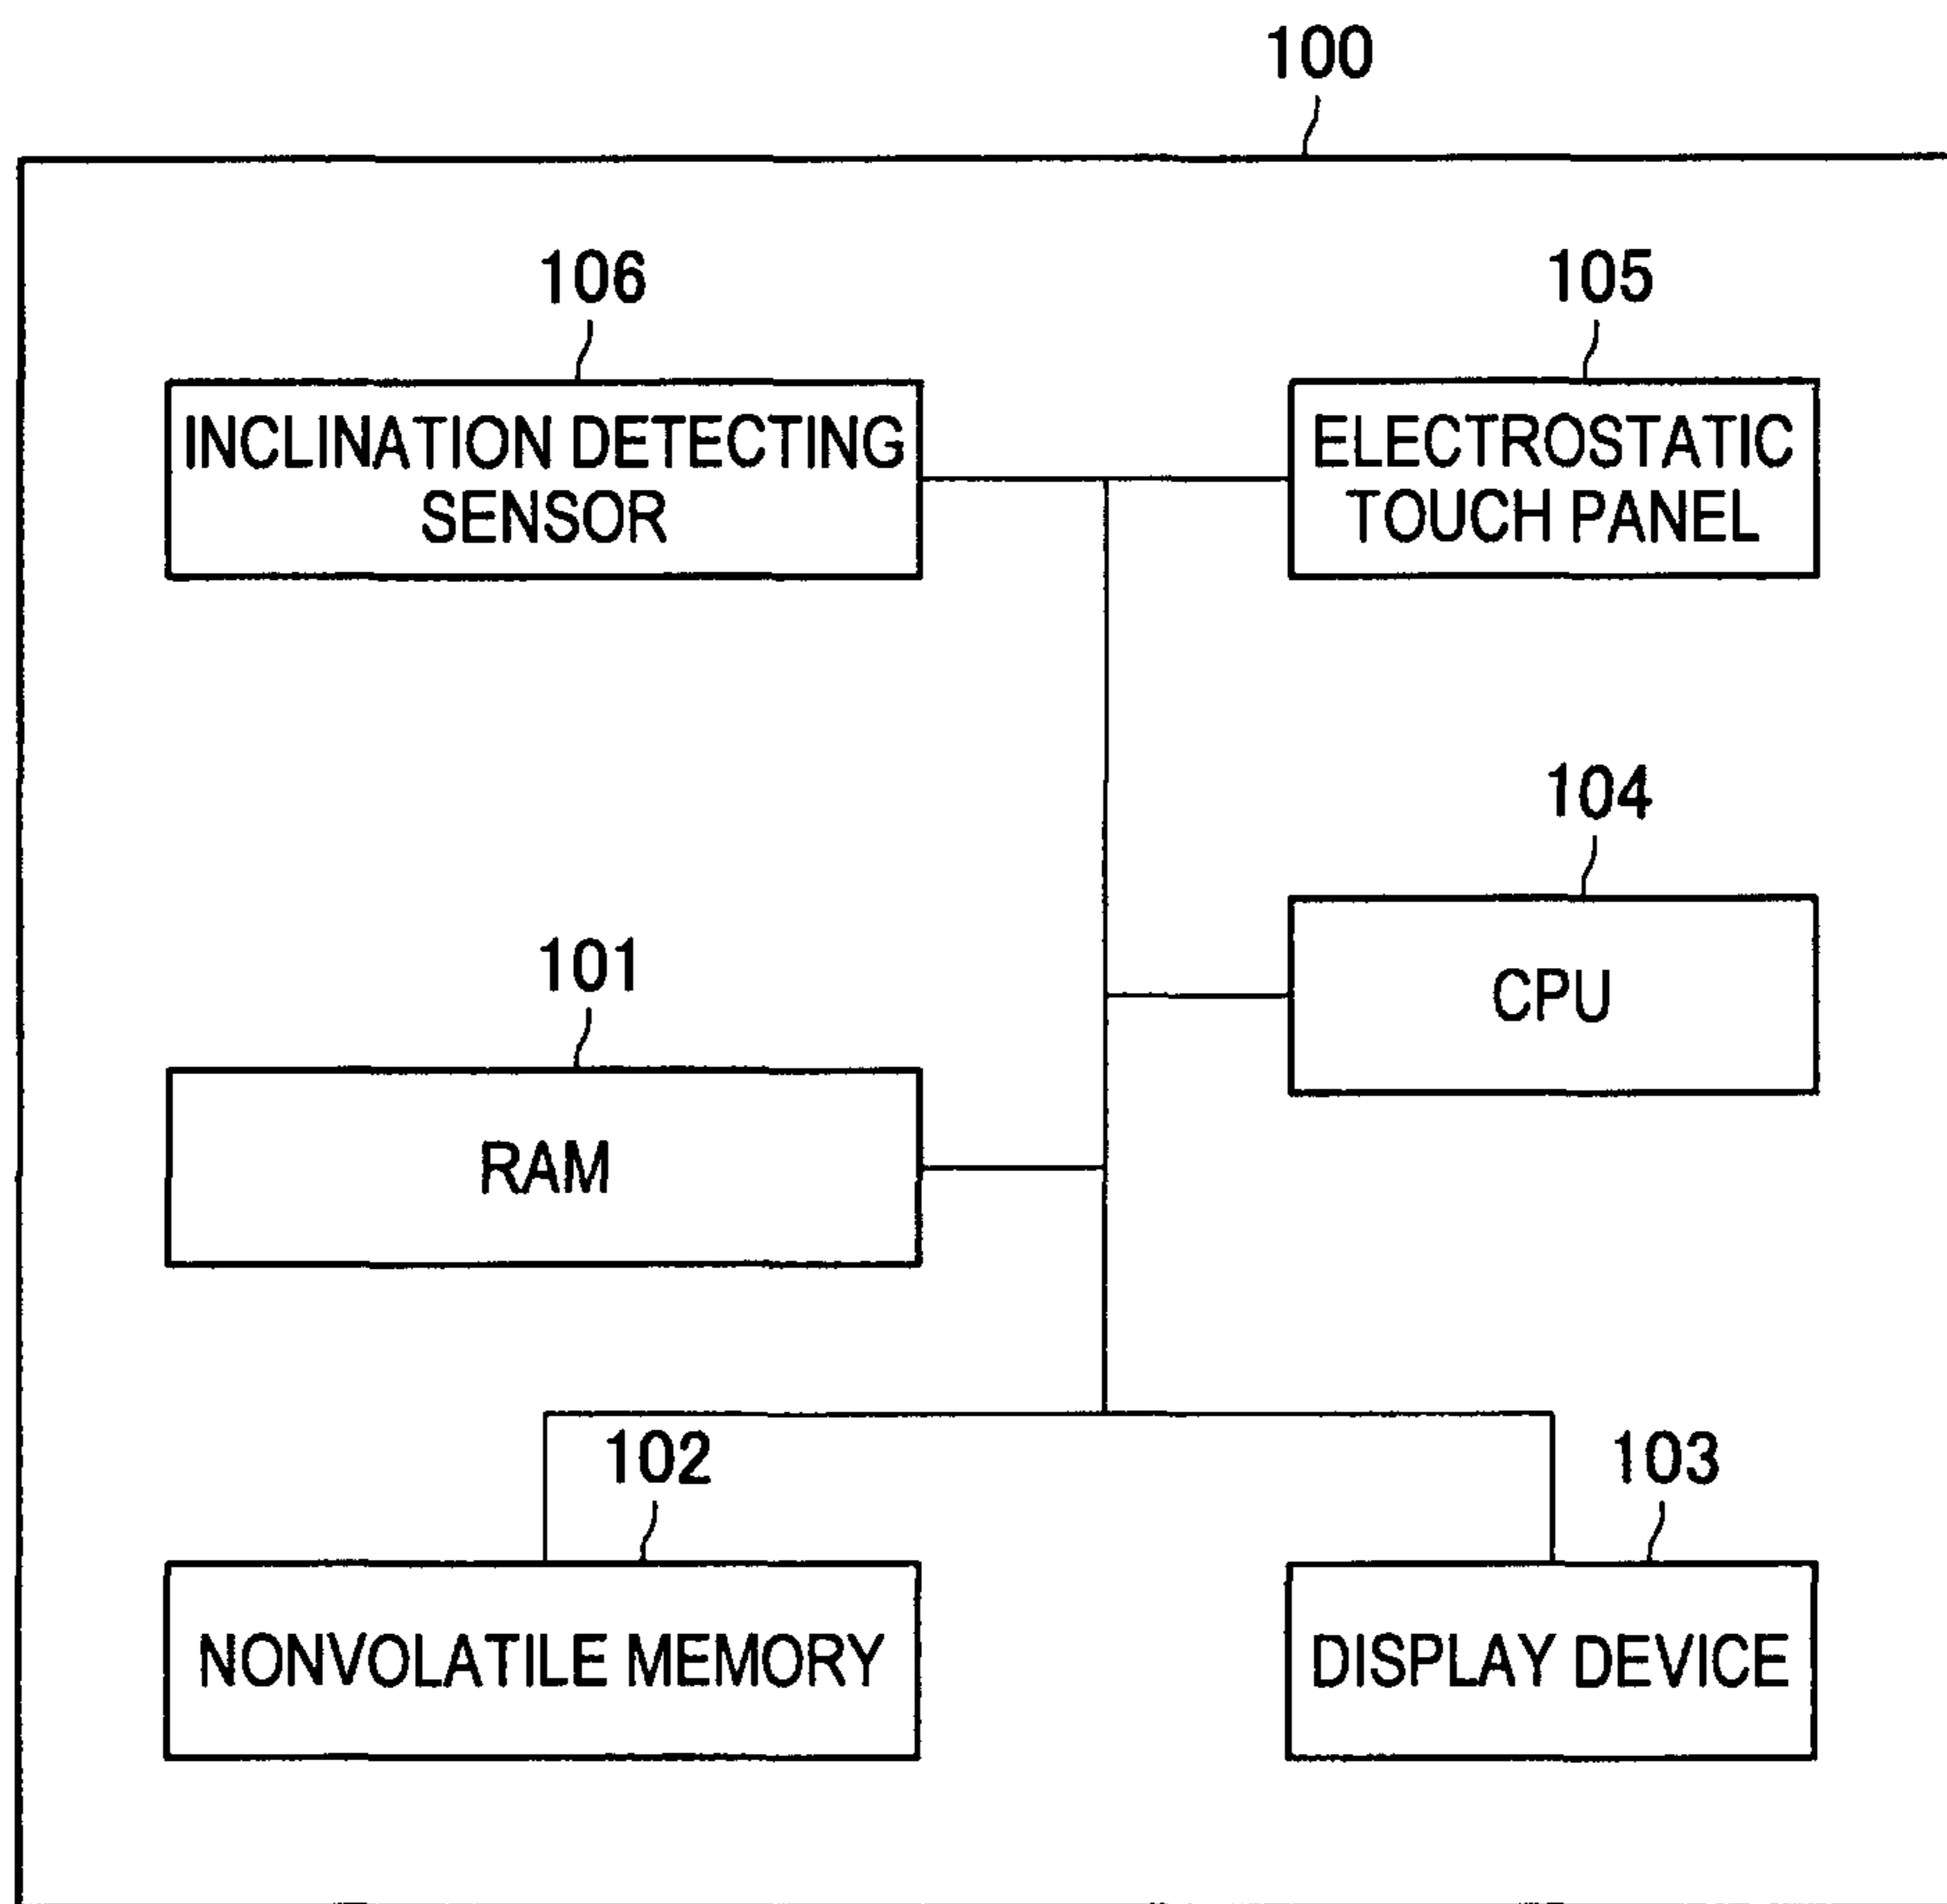 100
106
INCLINATION DETECTING
SENSOR
105
ELECTROSTATIC
TOUCH PANEL
104
CPU
101
RAM
102
NONVOLATILE MEMORY
103
DISPLAY DEVICE